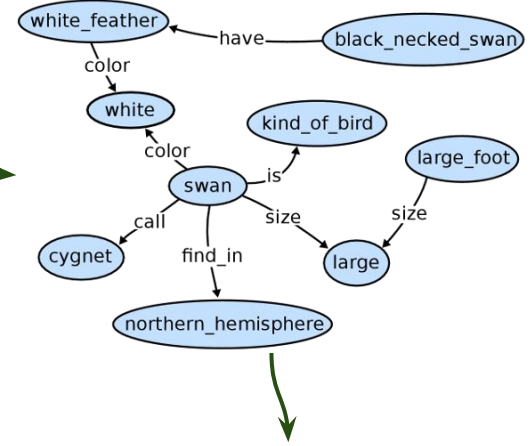 white_feather
have
black_necked_swan
color
white
kind_of_bird
color
large_foot
is
swan
size
size
call
cygnet
find_in
large
northern_hemisphere